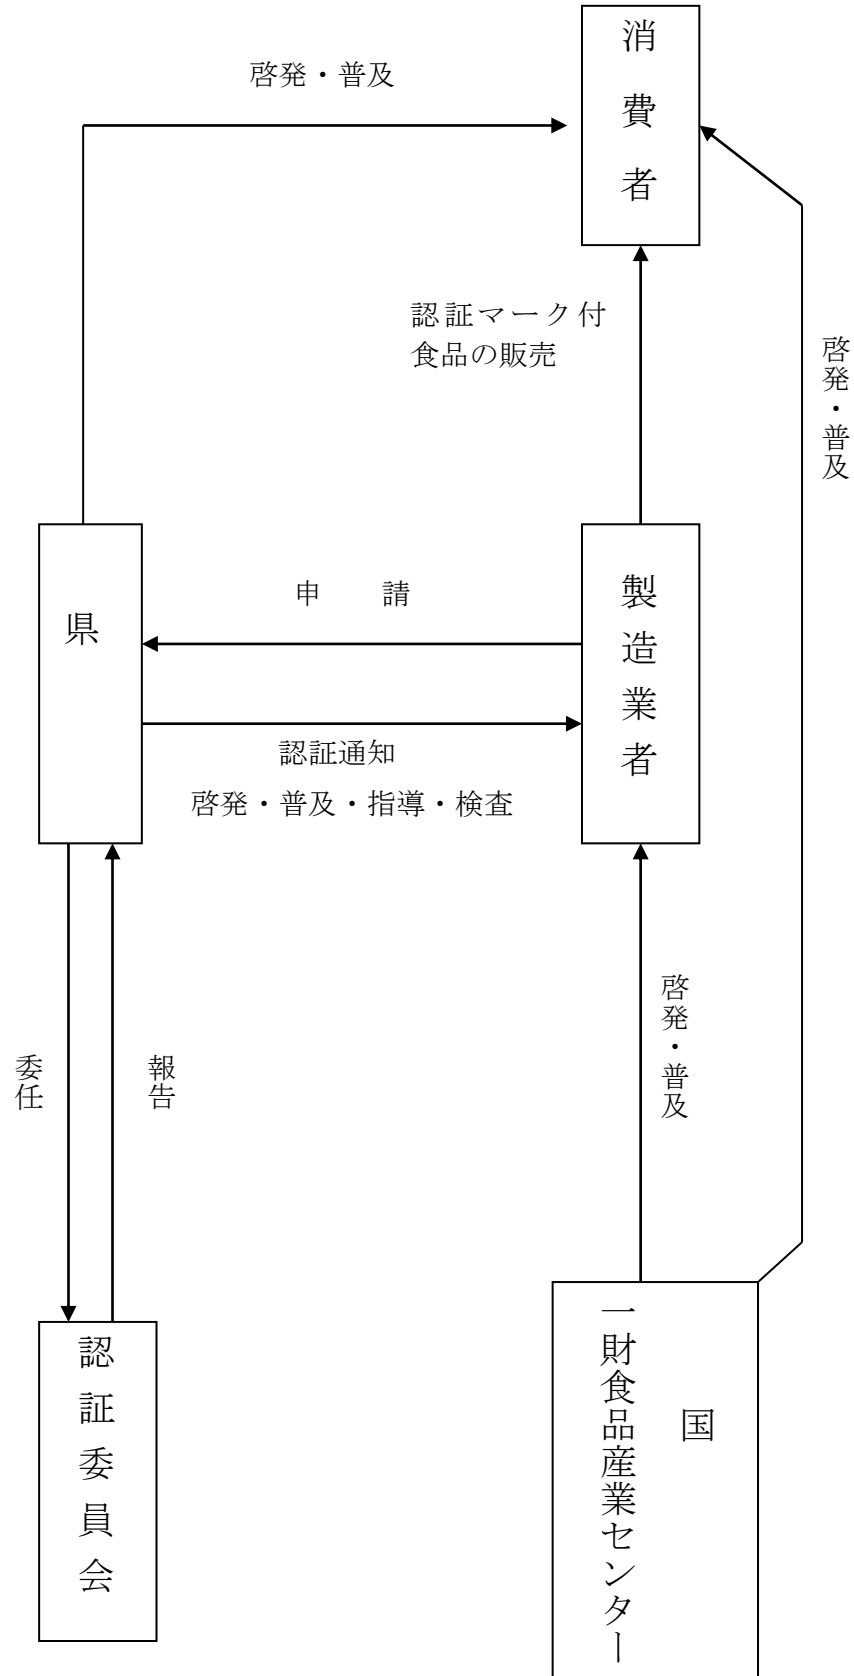 消費者
啓発・普及
認証マーク付
食品の販売
啓発・普及
県
申　請
製造業者
認証通知
啓発・普及・指導・検査
啓発・普及
委任
報告
認証委員会
国
一財食品産業センター